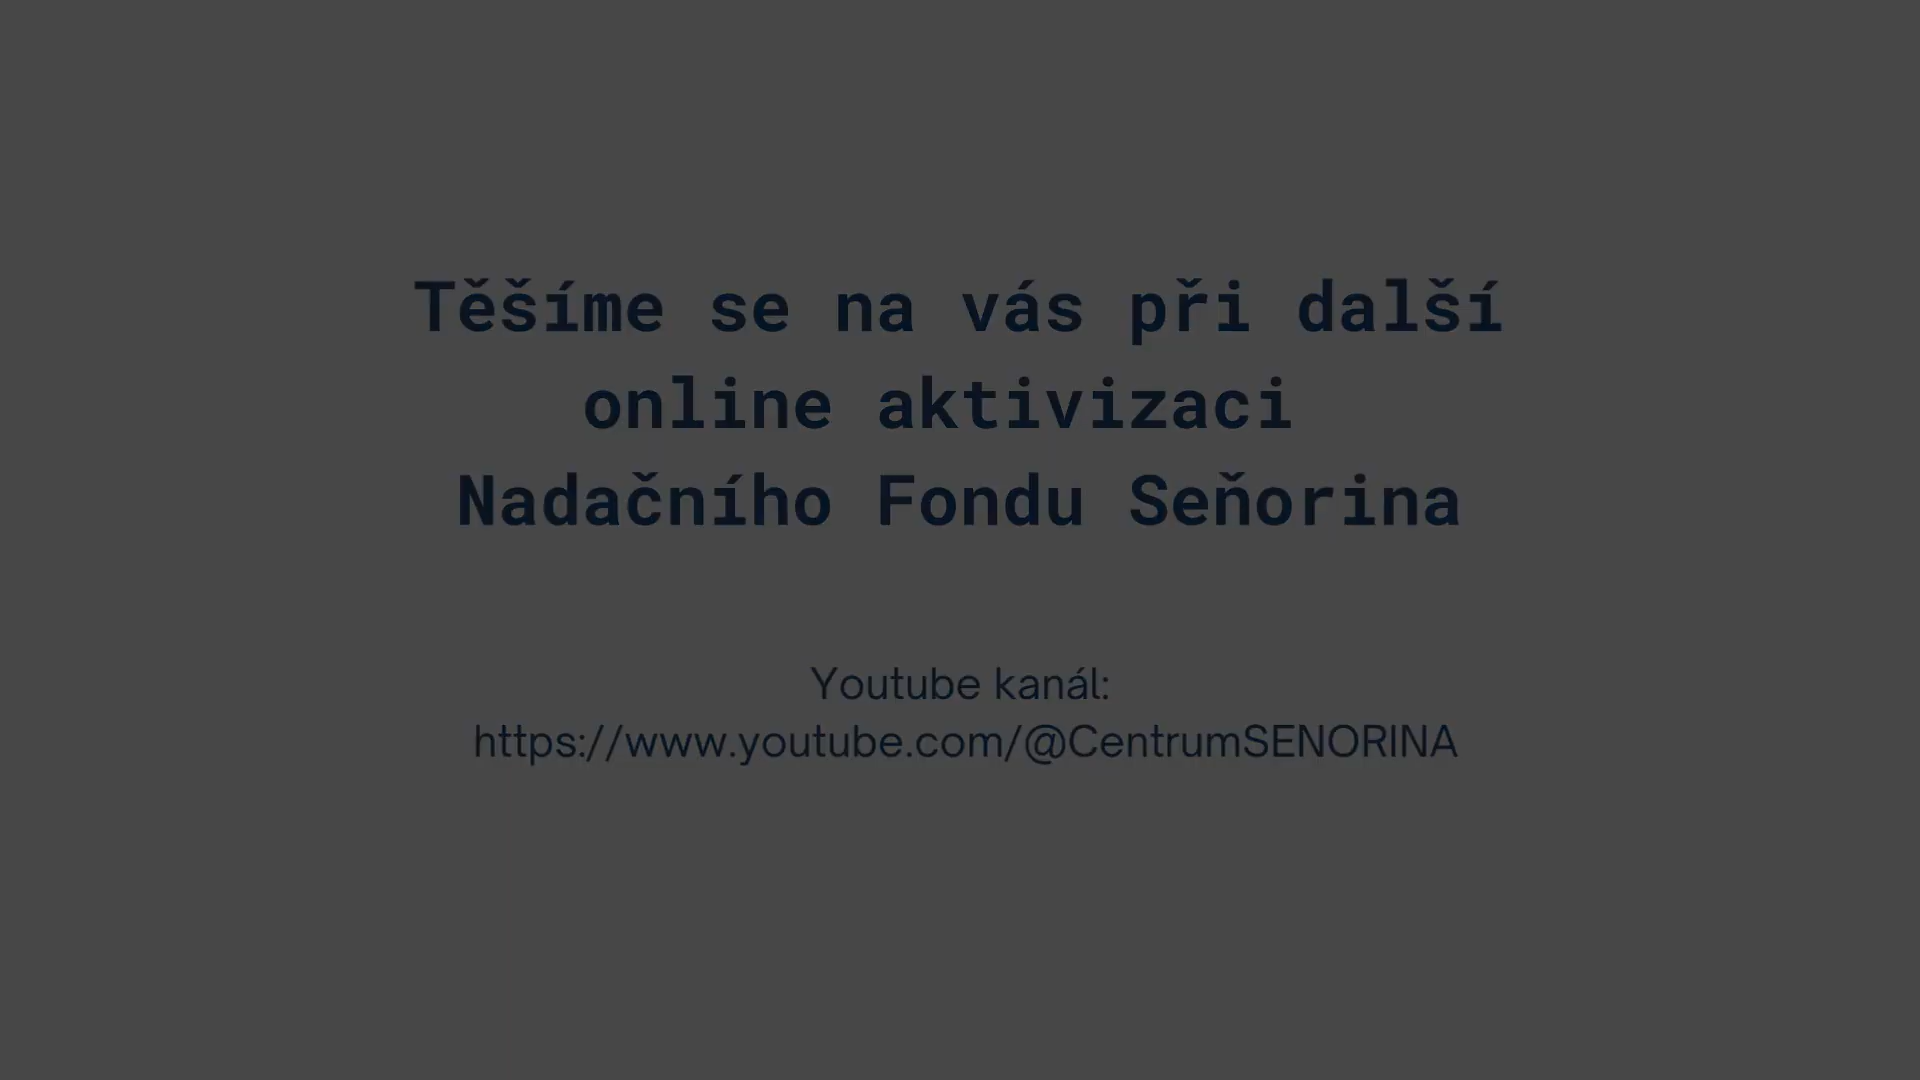 Těšíme se na vás při další
online aktivizaci
Nadačního Fondu Seňorina
Youtube kanál:
https://www.youtube.com/@CentrumSENORINA